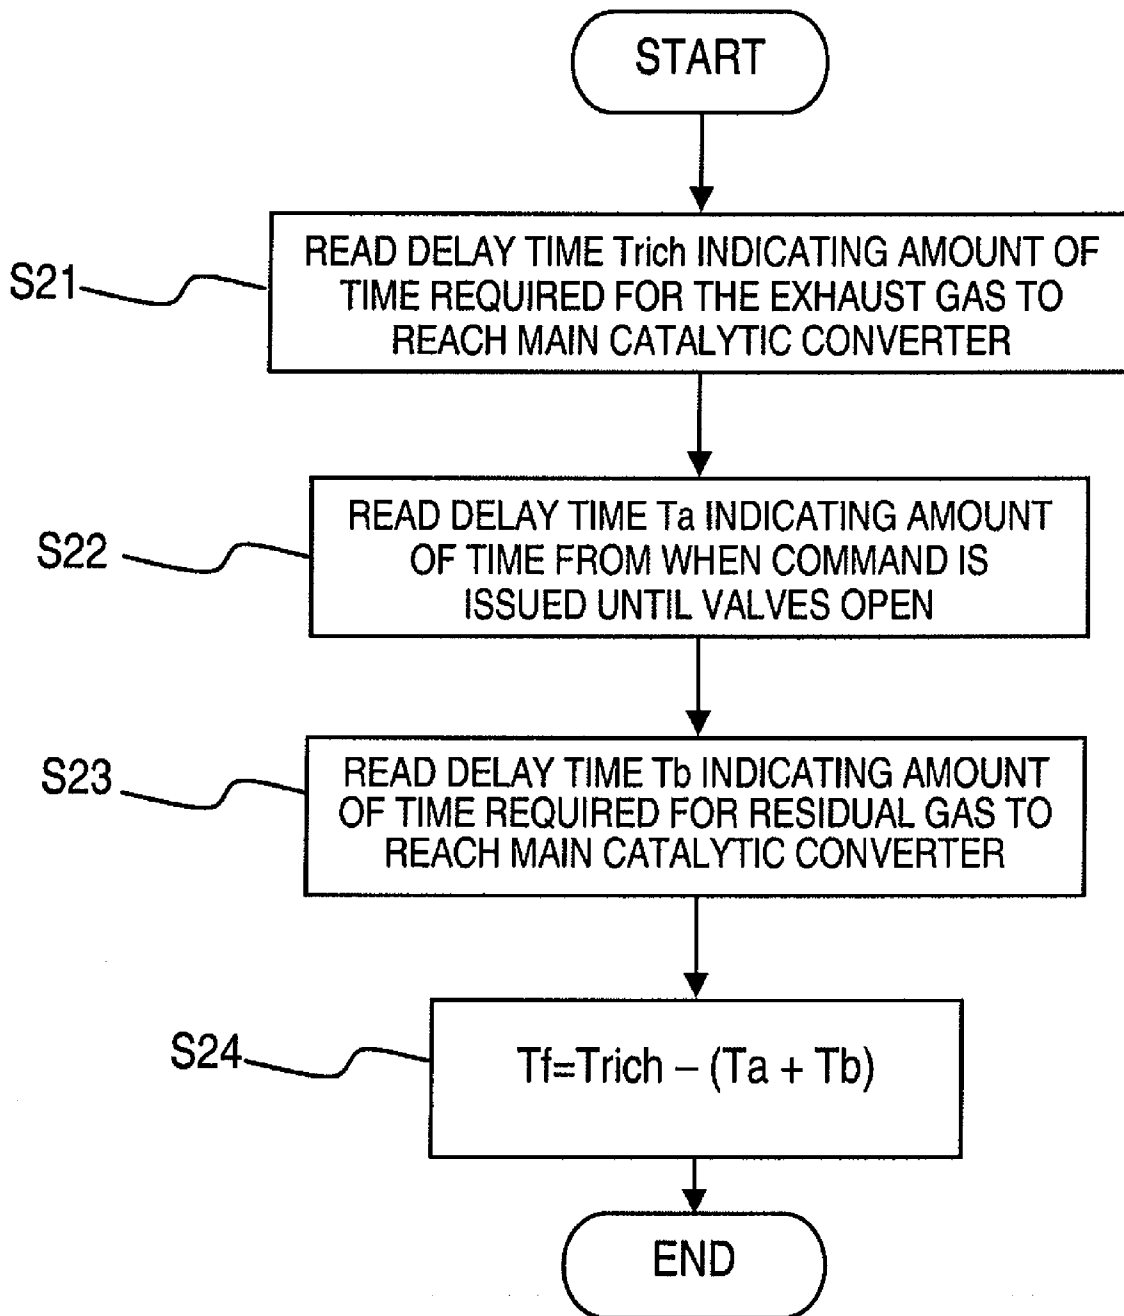 START
S21
READ DELAY TIME Trich INDICATING AMOUNT OF
TIME REQUIRED FOR THE EXHAUST GAS TO
REACH MAIN CATALYTIC CONVERTER
S22
READ DELAY TIME Ta INDICATING AMOUNT
OF TIME FROM WHEN COMMAND IS
ISSUED UNTIL VALVES OPEN
S23
READ DELAY TIME Tb INDICATING AMOUNT
OF TIME REQUIRED FOR RESIDUAL GAS TO
REACH MAIN CATALYTIC CONVERTER
S24
Tf=Trich – (Ta + Tb)
END